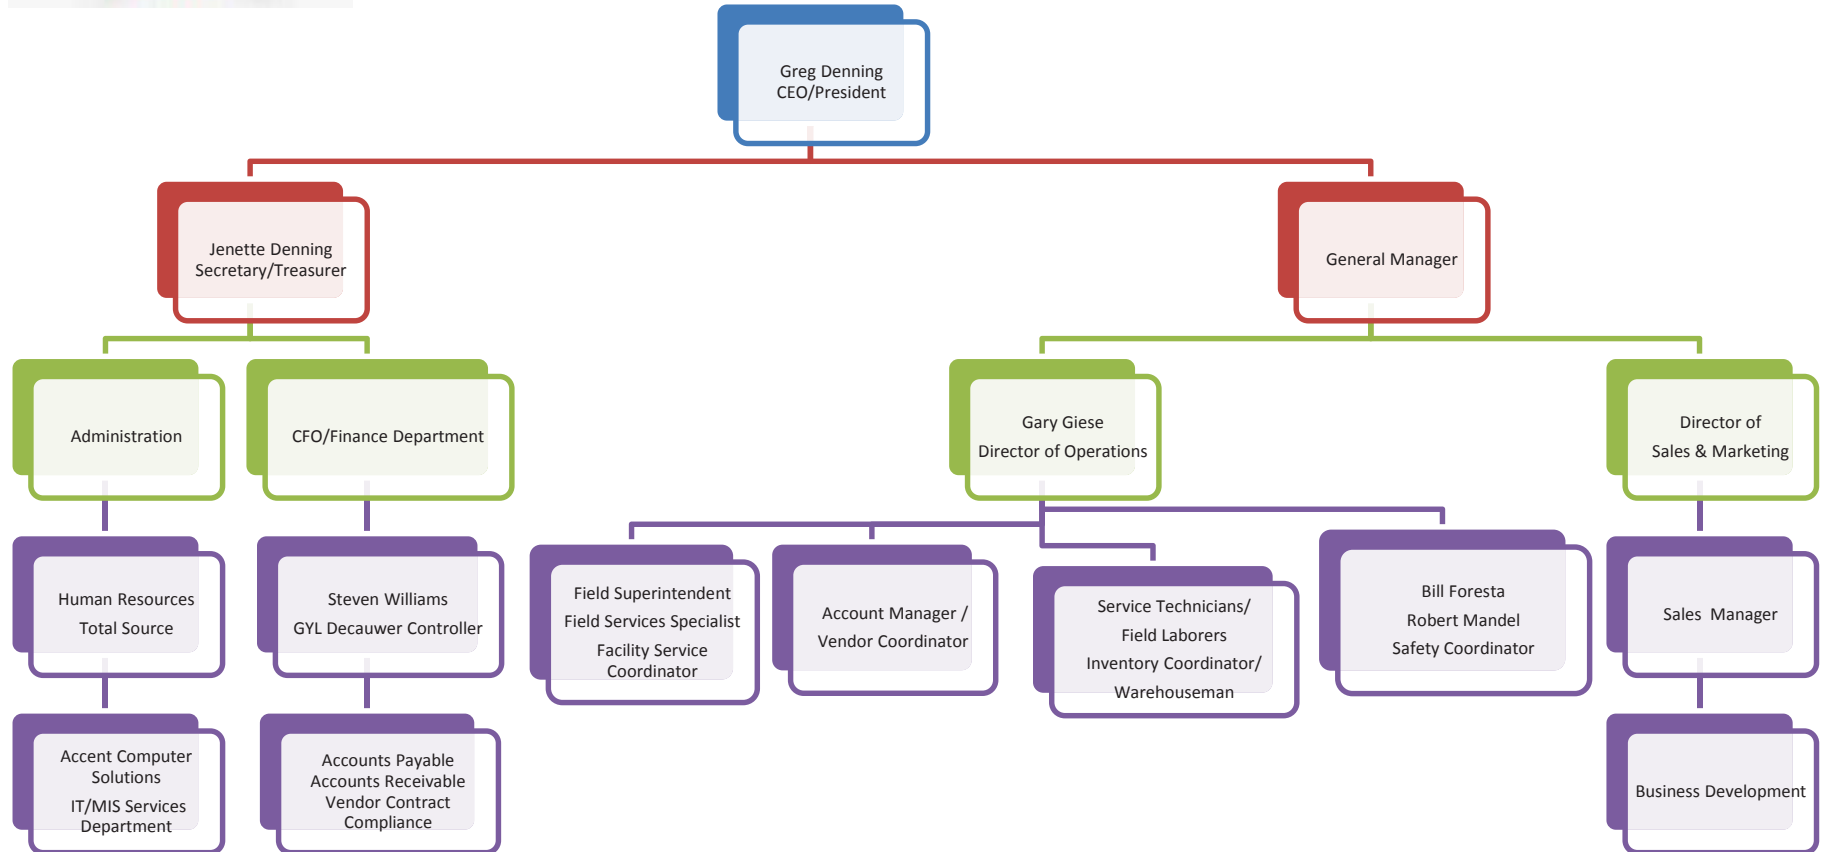 Greg Denning
CEO/President
Jenette Denning
Secretary/Treasurer
General Manager
Administration
CFO/Finance Department
Gary Giese
Director of Operations
Director of
Sales & Marketing
Human Resources
Total Source
Steven Williams
GYL Decauwer Controller
Field Superintendent
Field Services Specialist
Facility Service
Coordinator
Account Manager /
Vendor Coordinator
Service Technicians/
Field Laborers
Inventory Coordinator/
Warehouseman
Bill Foresta
Robert Mandel
Safety Coordinator
Sales  Manager
Accent Computer
Solutions
IT/MIS Services
Department
Accounts Payable
Accounts Receivable
Vendor Contract
Compliance
Business Development